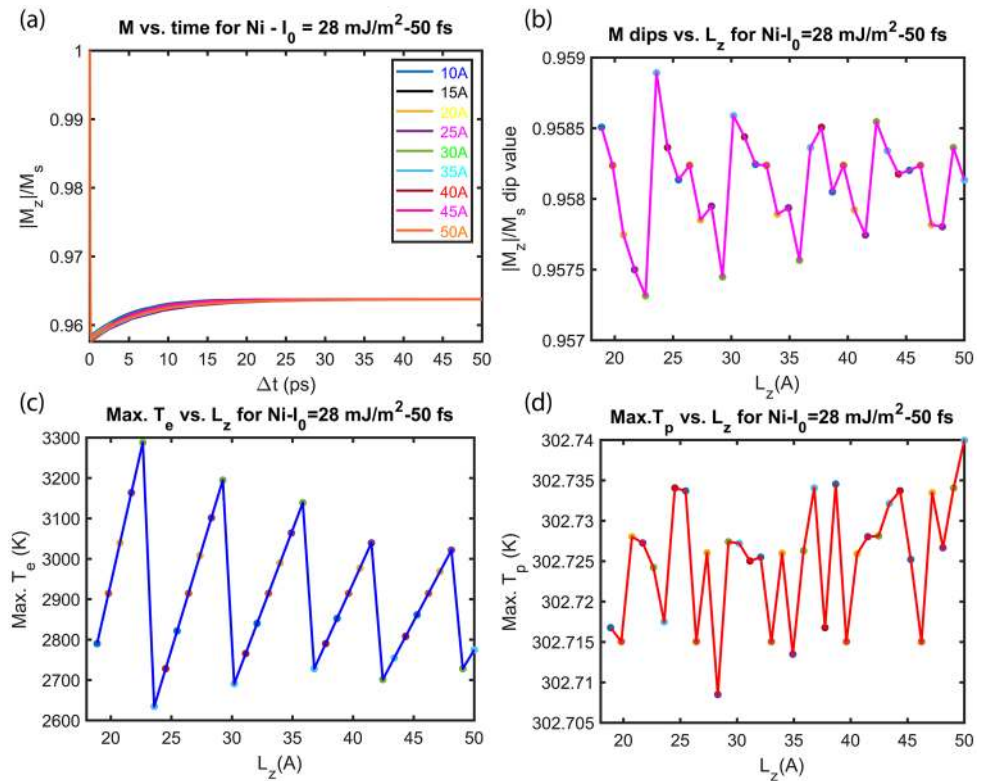 (a)
M vs. time for Ni - I0 = 28 mJ/m2-50 fs
|Mz|/Ms
1
0.99
0.98
0.97
0.96
10A
15A
20A
25A
30A
35A
40A
45A
50A
0 5 10 15 20 25 30 35 40 45 50
Δt (ps)
(b)
M dips vs. Lz for Ni-I0=28 mJ/m2-50 fs
|Mz|/Ms dip value
0.959
0.9585
0.958
0.9575
0.957
20 25 30 35 40 45 50
Lz(A)
(c)
Max. Te vs. Lz for Ni-I0=28 mJ/m2-50 fs
Max. Te (K)
3300
3200
3100
3000
2900
2800
2700
2600
20 25 30 35 40 45 50
Lz(A)
(d)
Max.Tp vs. Lz for Ni-I0=28 mJ/m2-50 fs
Max. Tp (K)
302.74
302.735
302.73
302.725
302.72
302.715
302.71
302.705
20 25 30 35 40 45 50
Lz(A)